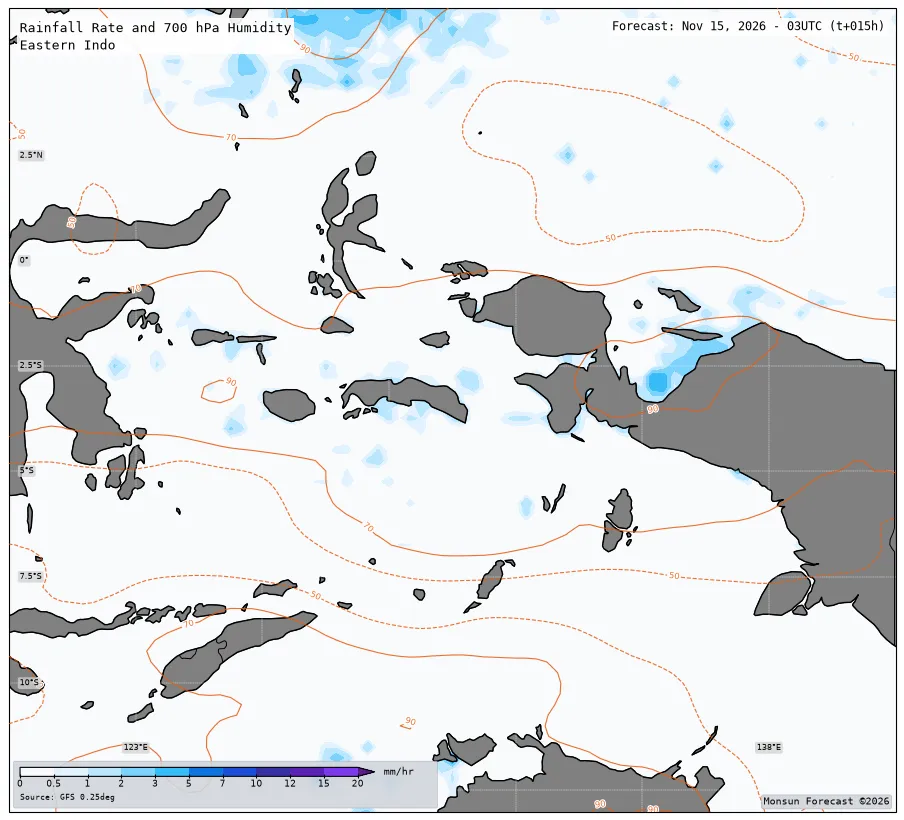 Rainfall Rate and 700 hPa Humidity
Eastern Indo
Forecast: Nov 15, 2026 - 03UTC (t+015h)
90
50
50
70
2.5°N
50
50
0°
70
2.5°S
90
90
5°S
70
7.5°S
50
50
70
10°S
90
123°E
138°E
0 0.5 1 2 3 5 7 10 12 15 20 mm/hr
Source: GFS 0.25deg
90
90
Monsun Forecast ©2026